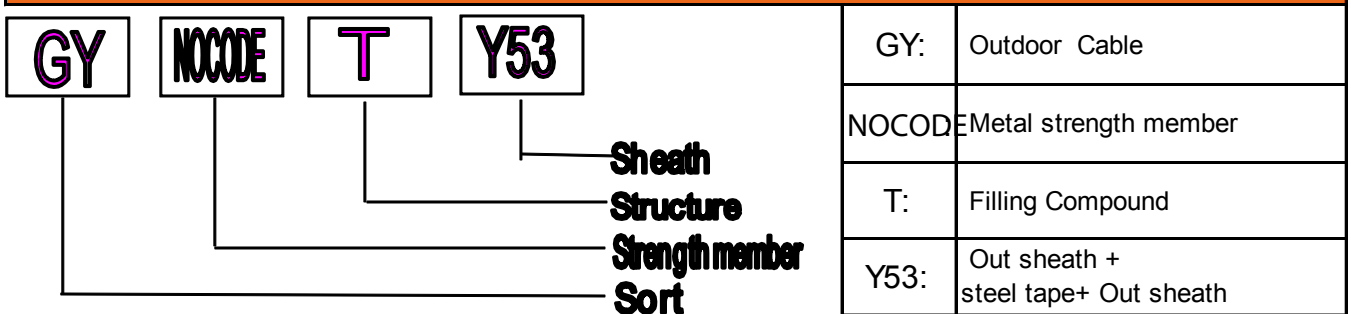 GY NOCODE T Y53
Sheath
Structure
Strength member
Sort
GY: Outdoor Cable
NOCODE: Metal strength member
T: Filling Compound
Y53: Out sheath +
steel tape+ Out sheath